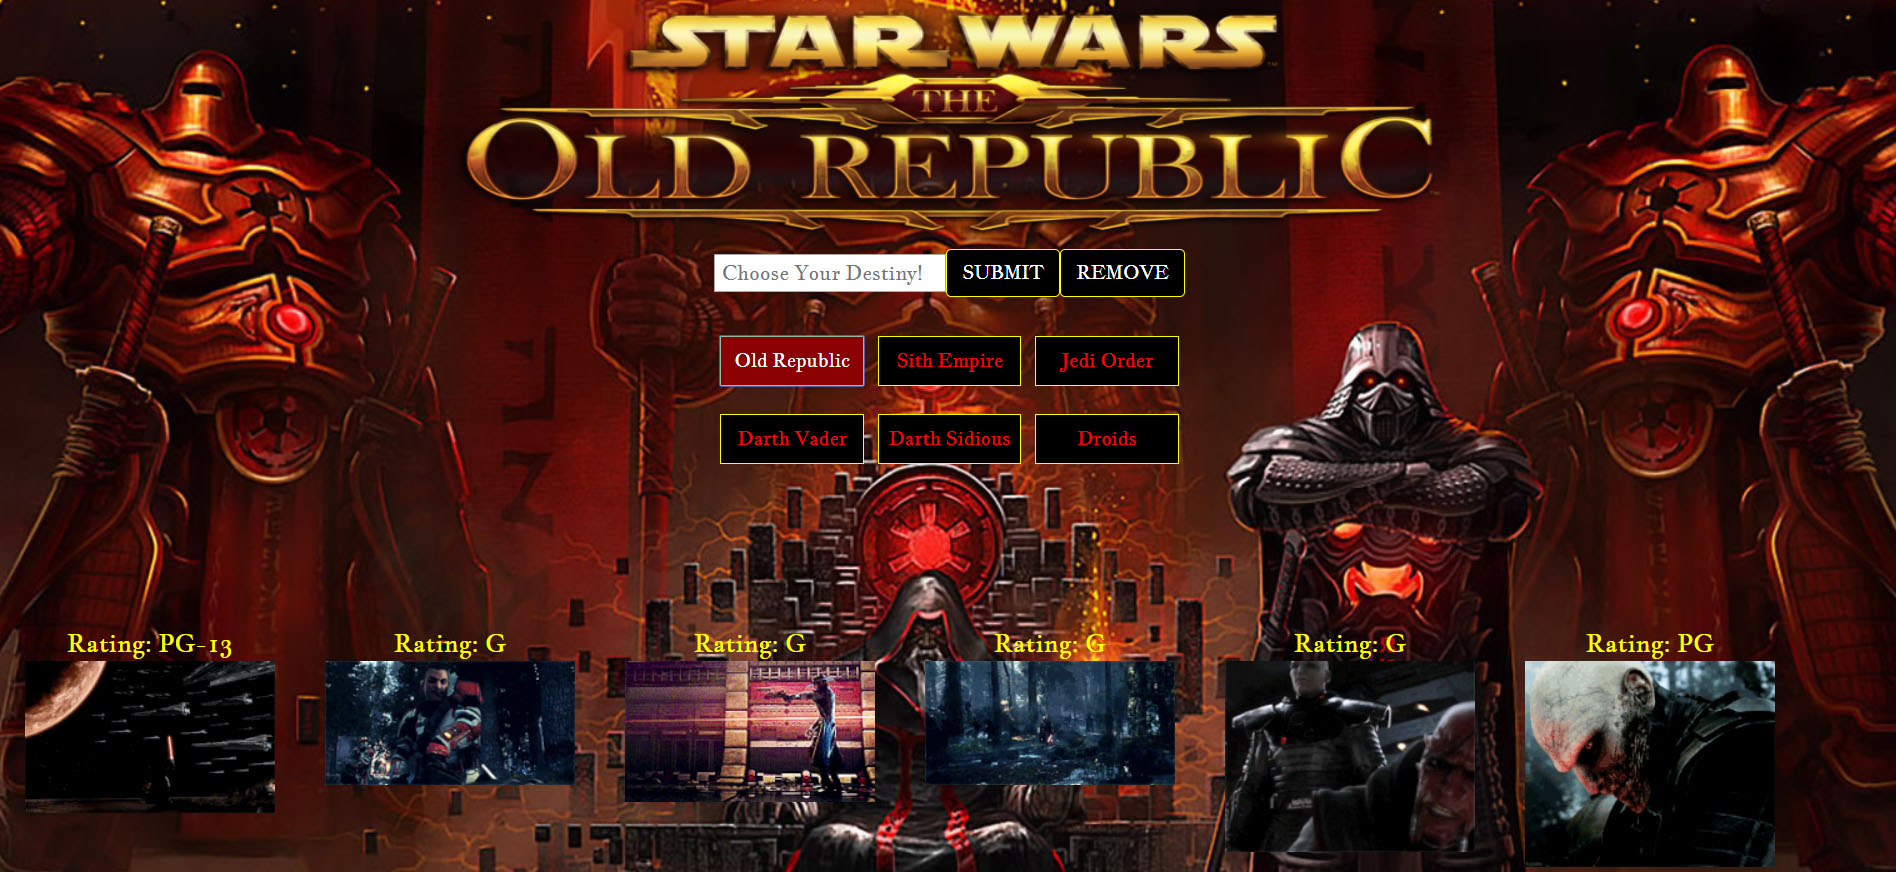 STAR WARS
THE
OLD REPUBLIC
Choose Your Destiny!
SUBMIT
REMOVE
Old Republic
Sith Empire
Jedi Order
Darth Vader
Darth Sidious
Droids
Rating: PG-13
Rating: G
Rating: G
Rating: G
Rating: G
Rating: PG